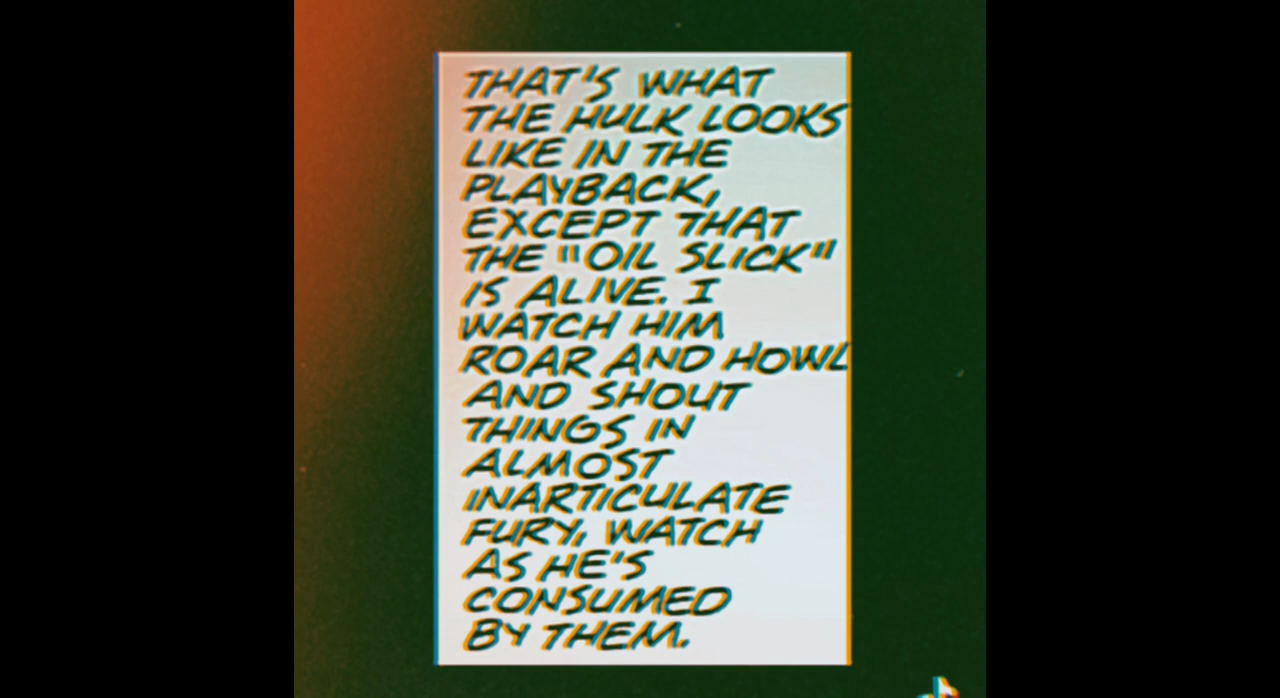 THAT'S WHAT
THE HULK LOOKS
LIKE IN THE
PLAYBACK,
EXCEPT THAT
THE "OIL SLICK"
IS ALIVE. I
WATCH HIM
ROAR AND HOWL
AND SHOUT
THINGS IN
ALMOST
INARTICULATE
FURY, WATCH
AS HE'S
CONSUMED
BY THEM.